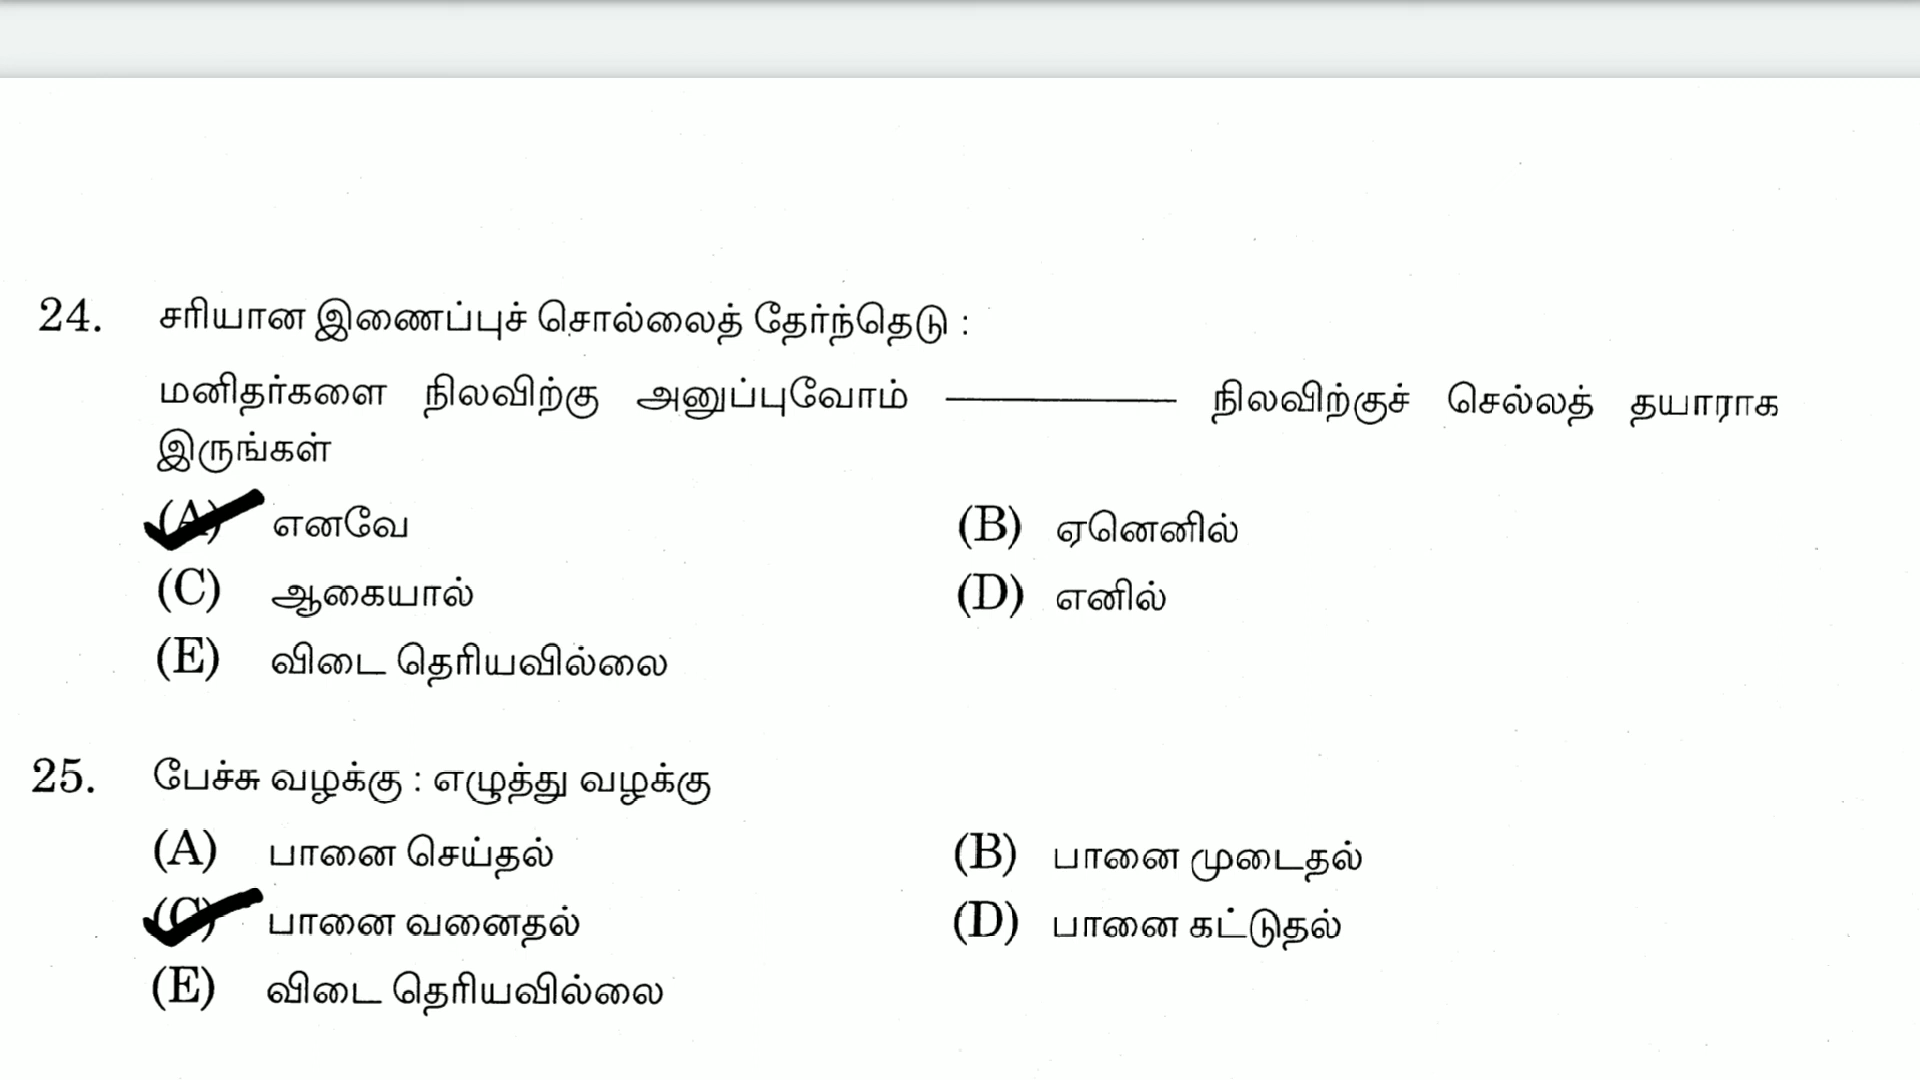 24. சரியான இணைப்புச் சொல்லைத் தேர்ந்தெடு :
மனிதர்களை நிலவிற்கு அனுப்புவோம் ———— நிலவிற்குச் செல்லத் தயாராக
இருங்கள்
(A) எனவே (B) ஏனெனில்
(C) ஆகையால் (D) எனில்
(E) விடை தெரியவில்லை
25. பேச்சு வழக்கு : எழுத்து வழக்கு
(A) பானை செய்தல் (B) பானை முடைதல்
(C) பானை வனைதல் (D) பானை கட்டுதல்
(E) விடை தெரியவில்லை